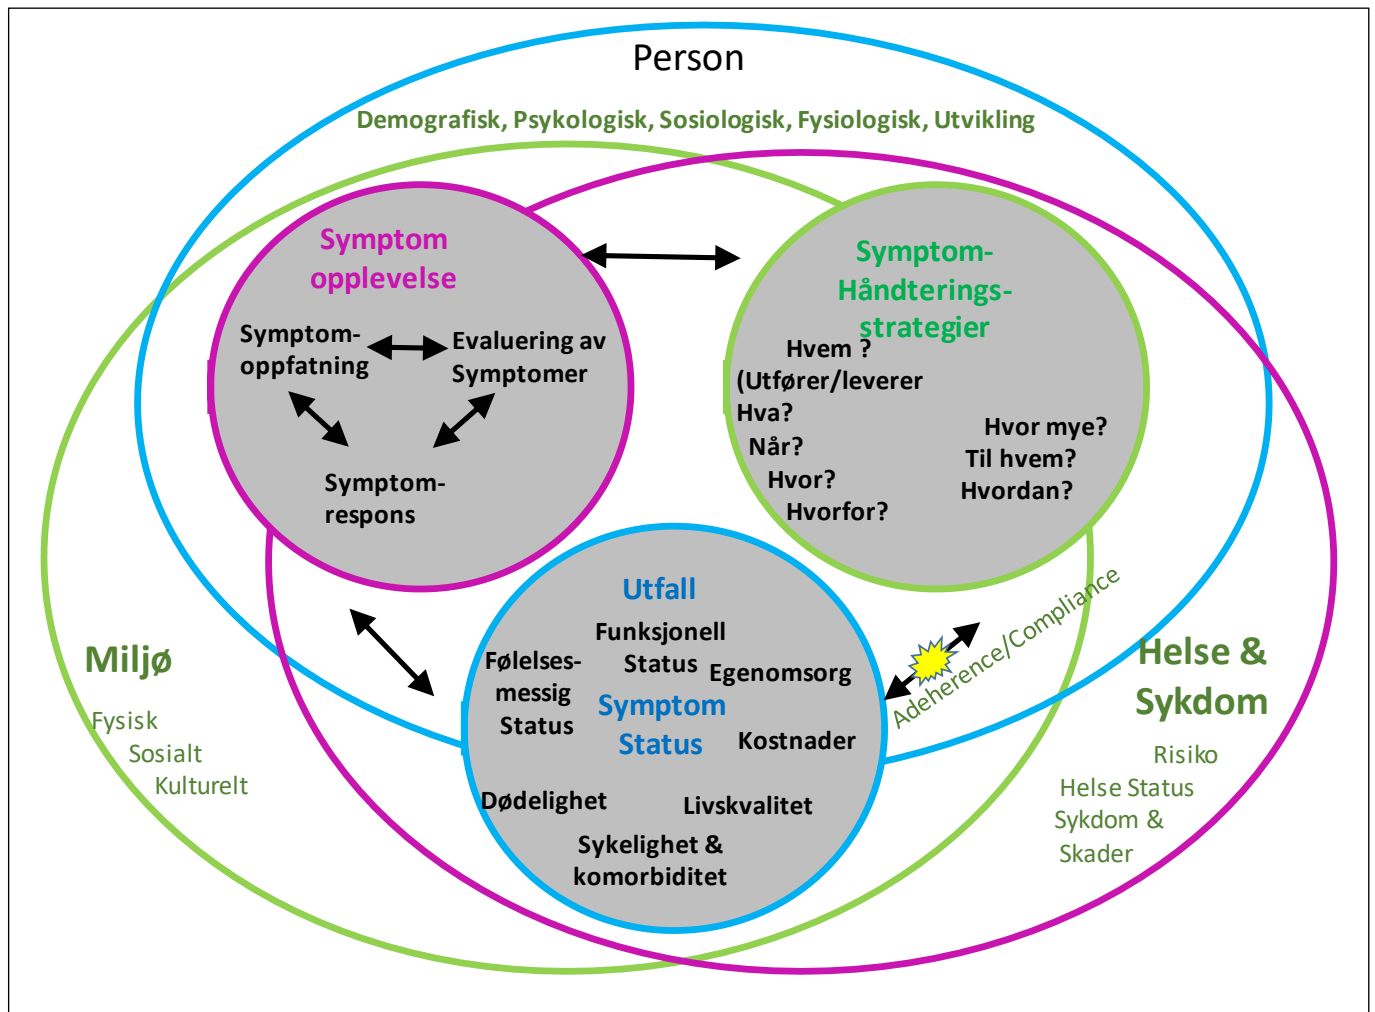 Person
Demografisk, Psykologisk, Sosiologisk, Fysiologisk, Utvikling
Symptom
opplevelse
Symptom-
oppfatning
Evaluering av
Symptomer
Symptom-
respons
Symptom-
Håndterings-
strategier
Hvem ?
(Utfører/leverer
Hva?
Når?
Hvor?
Hvorfor?
Hvor mye?
Til hvem?
Hvordan?
Utfall
Funksjonell
Status
Følelses-
messig
Status
Egenomsorg
Symptom
Status
Kostnader
Dødelighet
Livskvalitet
Sykelighet &
komorbiditet
Adeherence/Compliance
Miljø
Fysisk
Sosialt
Kulturelt
Helse &
Sykdom
Risiko
Helse Status
Sykdom &
Skader